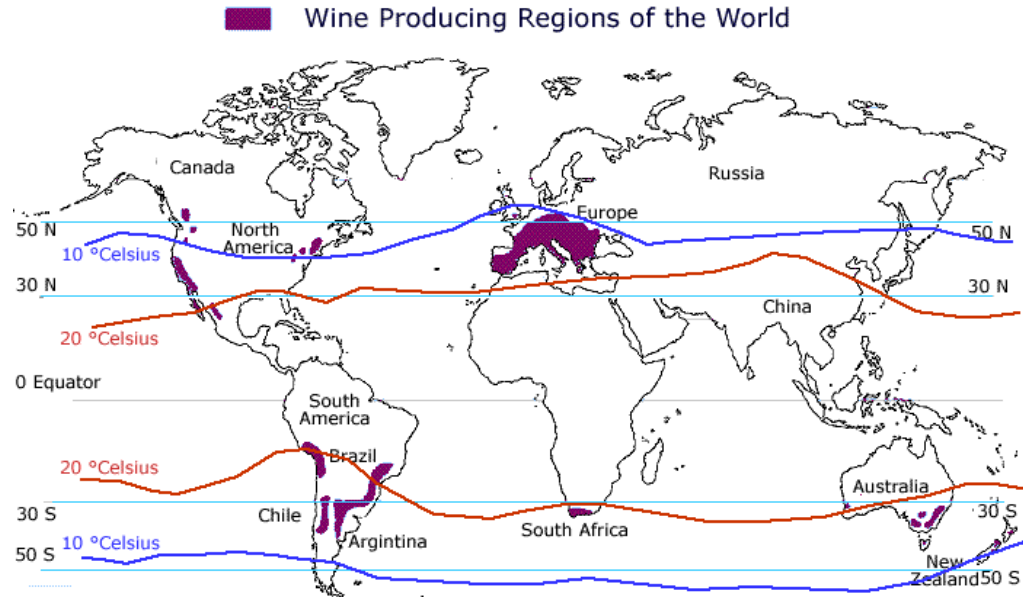 Wine Producing Regions of the World
Canada
Russia
Europe
50 N
North
America
50 N
10 °Celsius
30 N
30 N
China
20 °Celsius
0 Equator
South
America
Brazil
20 °Celsius
Australia
30 S
Chile
30 S
South Africa
Argintina
10 °Celsius
50 S
New
Zealand
50 S